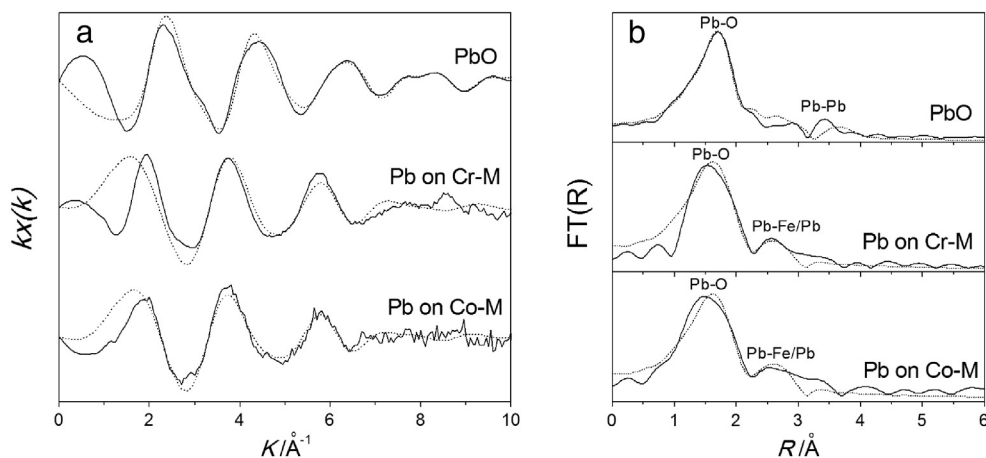 a
PbO
Pb on Cr-M
Pb on Co-M
kx(k)
0 2 4 6 8 10
K/Å⁻¹
b
Pb-O
Pb-Pb
PbO
Pb-O
Pb-Fe/Pb
Pb on Cr-M
Pb-O
Pb-Fe/Pb
Pb on Co-M
FT(R)
0 1 2 3 4 5 6
R/Å